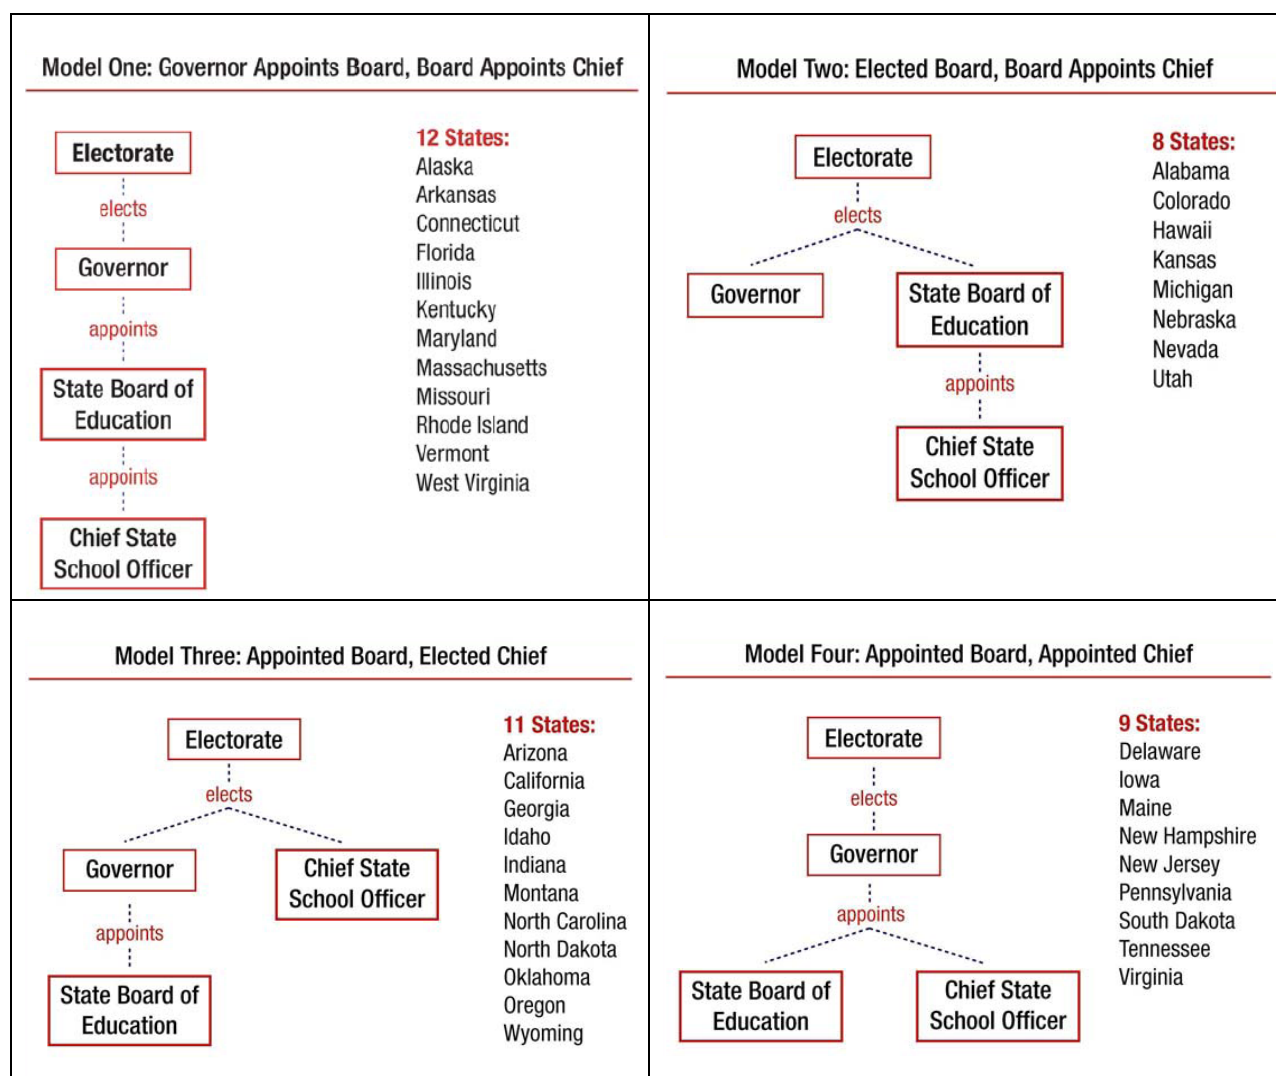 Model One: Governor Appoints Board, Board Appoints Chief
Electorate
elects
Governor
appoints
State Board of
Education
appoints
Chief State
School Officer
12 States:
Alaska
Arkansas
Connecticut
Florida
Illinois
Kentucky
Maryland
Massachusetts
Missouri
Rhode Island
Vermont
West Virginia
Model Two: Elected Board, Board Appoints Chief
Electorate
elects
Governor
State Board of
Education
appoints
Chief State
School Officer
8 States:
Alabama
Colorado
Hawaii
Kansas
Michigan
Nebraska
Nevada
Utah
Model Three: Appointed Board, Elected Chief
Electorate
elects
Governor
Chief State
School Officer
appoints
State Board of
Education
11 States:
Arizona
California
Georgia
Idaho
Indiana
Montana
North Carolina
North Dakota
Oklahoma
Oregon
Wyoming
Model Four: Appointed Board, Appointed Chief
Electorate
elects
Governor
appoints
State Board of
Education
Chief State
School Officer
9 States:
Delaware
Iowa
Maine
New Hampshire
New Jersey
Pennsylvania
South Dakota
Tennessee
Virginia